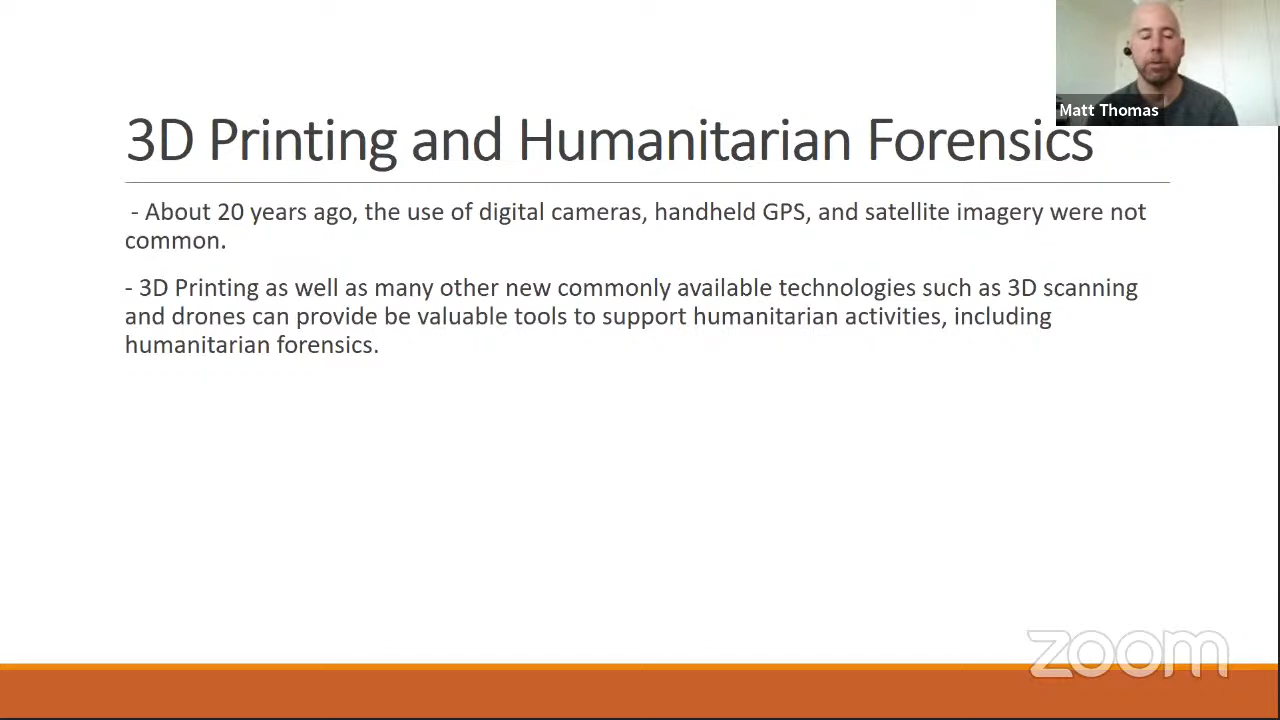 Matt Thomas
3D Printing and Humanitarian Forensics
- About 20 years ago, the use of digital cameras, handheld GPS, and satellite imagery were not
common.
- 3D Printing as well as many other new commonly available technologies such as 3D scanning
and drones can provide be valuable tools to support humanitarian activities, including
humanitarian forensics.
zoom